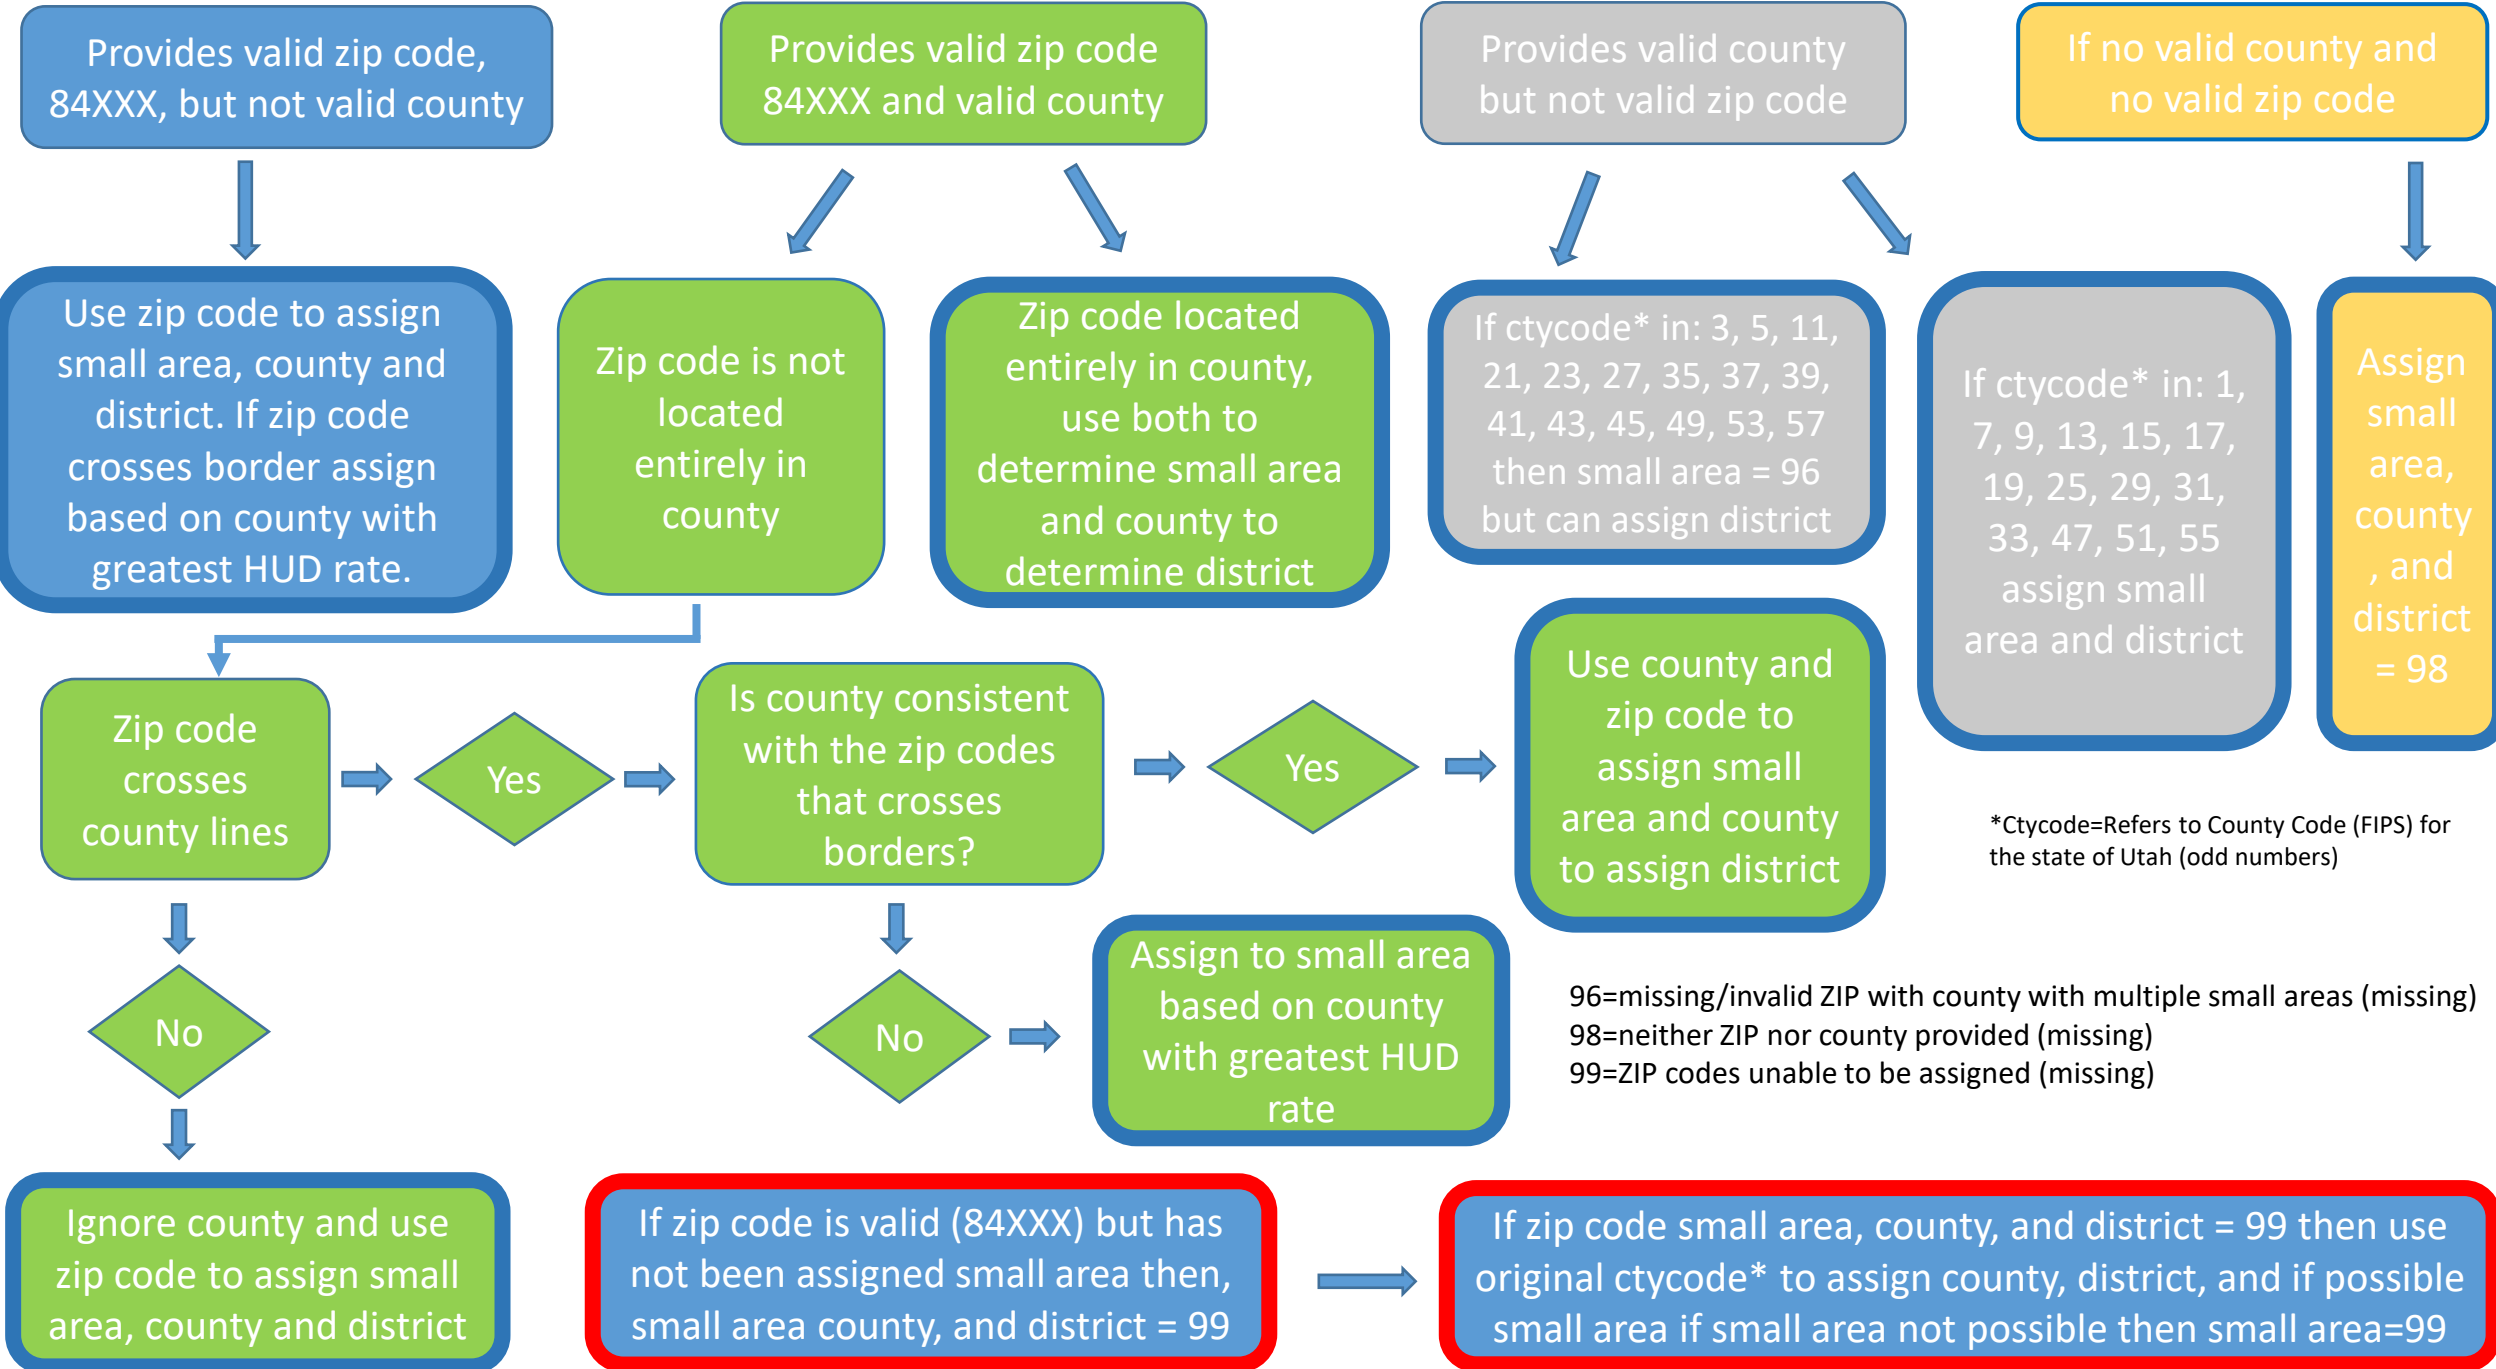 Provides valid zip code,
84XXX, but not valid county
Provides valid zip code
84XXX and valid county
Provides valid county
but not valid zip code
If no valid county and
no valid zip code
Use zip code to assign
small area, county and
district. If zip code
crosses border assign
based on county with
greatest HUD rate.
Zip code is not
located
entirely in
county
Zip code located
entirely in county,
use both to
determine small area
and county to
determine district
If ctycode* in: 3, 5, 11,
21, 23, 27, 35, 37, 39,
41, 43, 45, 49, 53, 57
then small area = 96
but can assign district
If ctycode* in: 1,
7, 9, 13, 15, 17,
19, 25, 29, 31,
33, 47, 51, 55
assign small
area and district
Assign
small
area,
county
, and
district
= 98
Zip code
crosses
county lines
Yes
Is county consistent
with the zip codes
that crosses
borders?
Yes
Use county and
zip code to
assign small
area and county
to assign district
*Ctycode=Refers to County Code (FIPS) for
the state of Utah (odd numbers)
No
No
Assign to small area
based on county
with greatest HUD
rate
96=missing/invalid ZIP with county with multiple small areas (missing)
98=neither ZIP nor county provided (missing)
99=ZIP codes unable to be assigned (missing)
Ignore county and use
zip code to assign small
area, county and district
If zip code is valid (84XXX) but has
not been assigned small area then,
small area county, and district = 99
If zip code small area, county, and district = 99 then use
original ctycode* to assign county, district, and if possible
small area if small area not possible then small area=99